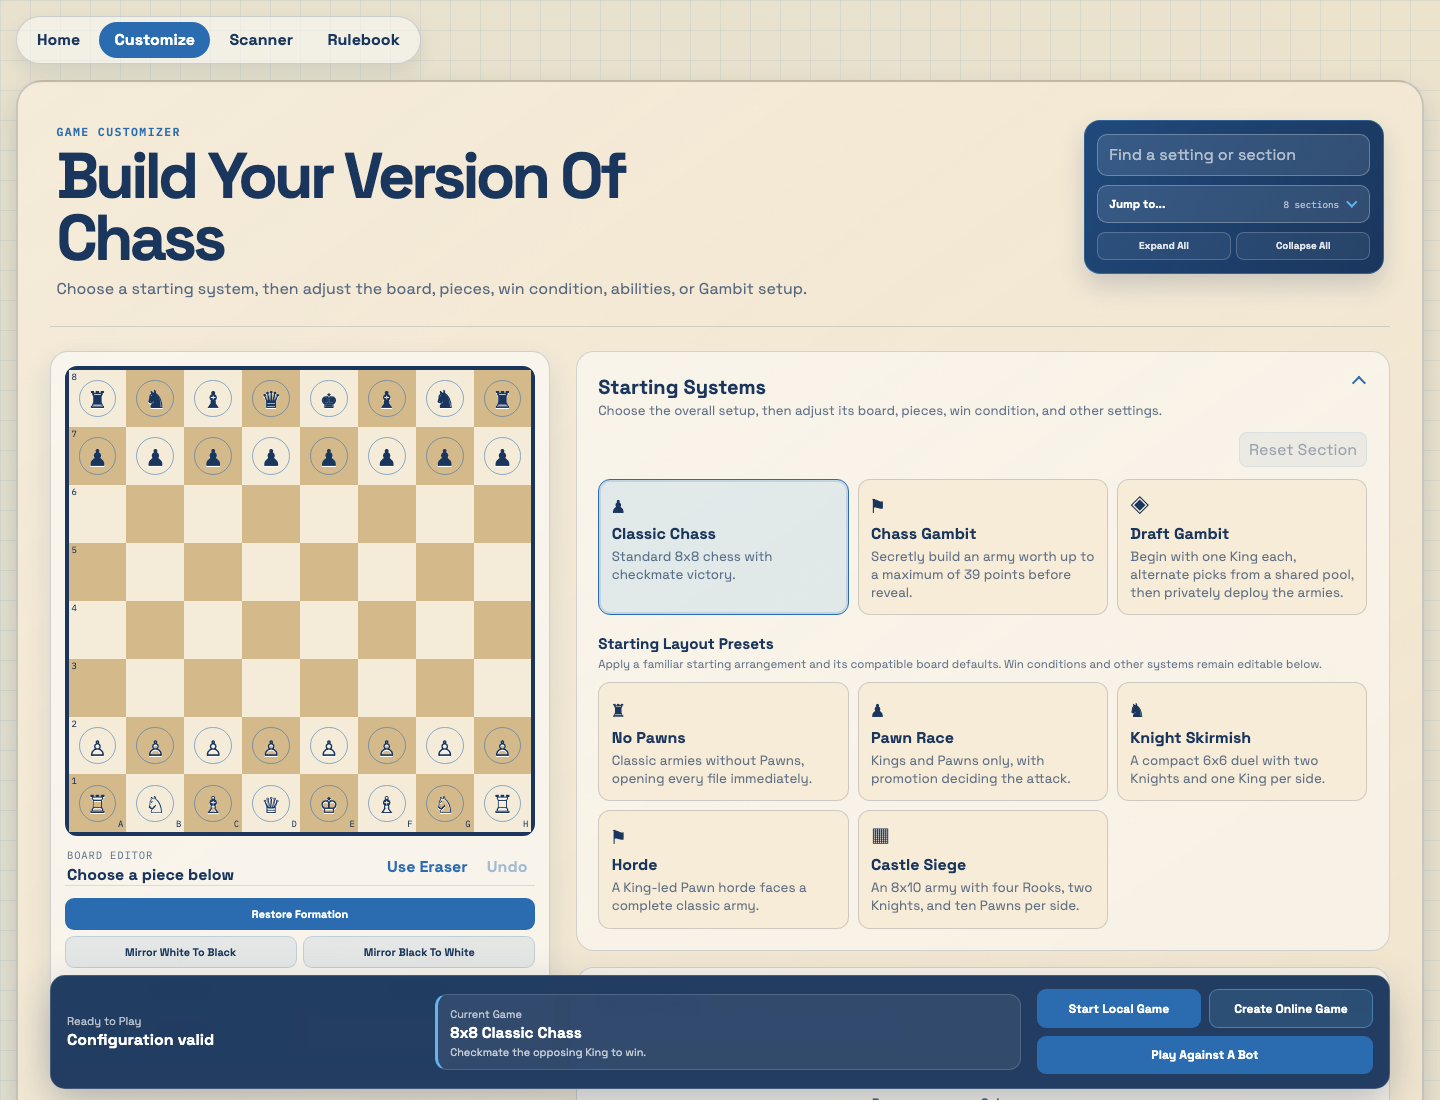 Home
Customize
Scanner
Rulebook
GAME CUSTOMIZER
Build Your Version Of
Chass
Choose a starting system, then adjust the board, pieces, win condition, abilities, or Gambit setup.
Find a setting or section
Jump to...
8 sections
Expand All
Collapse All
8
7
6
5
4
3
2
1
A
B
C
D
E
F
G
H
BOARD EDITOR
Choose a piece below
Use Eraser
Undo
Restore Formation
Mirror White To Black
Mirror Black To White
Starting Systems
Choose the overall setup, then adjust its board, pieces, win condition, and other settings.
Reset Section
Classic Chass
Standard 8x8 chess with
checkmate victory.
Chass Gambit
Secretly build an army worth up to
a maximum of 39 points before
reveal.
Draft Gambit
Begin with one King each,
alternate picks from a shared pool,
then privately deploy the armies.
Starting Layout Presets
Apply a familiar starting arrangement and its compatible board defaults. Win conditions and other systems remain editable below.
No Pawns
Classic armies without Pawns,
opening every file immediately.
Pawn Race
Kings and Pawns only, with
promotion deciding the attack.
Knight Skirmish
A compact 6x6 duel with two
Knights and one King per side.
Horde
A King-led Pawn horde faces a
complete classic army.
Castle Siege
An 8x10 army with four Rooks, two
Knights, and ten Pawns per side.
Ready to Play
Configuration valid
Current Game
8x8 Classic Chass
Checkmate the opposing King to win.
Start Local Game
Create Online Game
Play Against A Bot